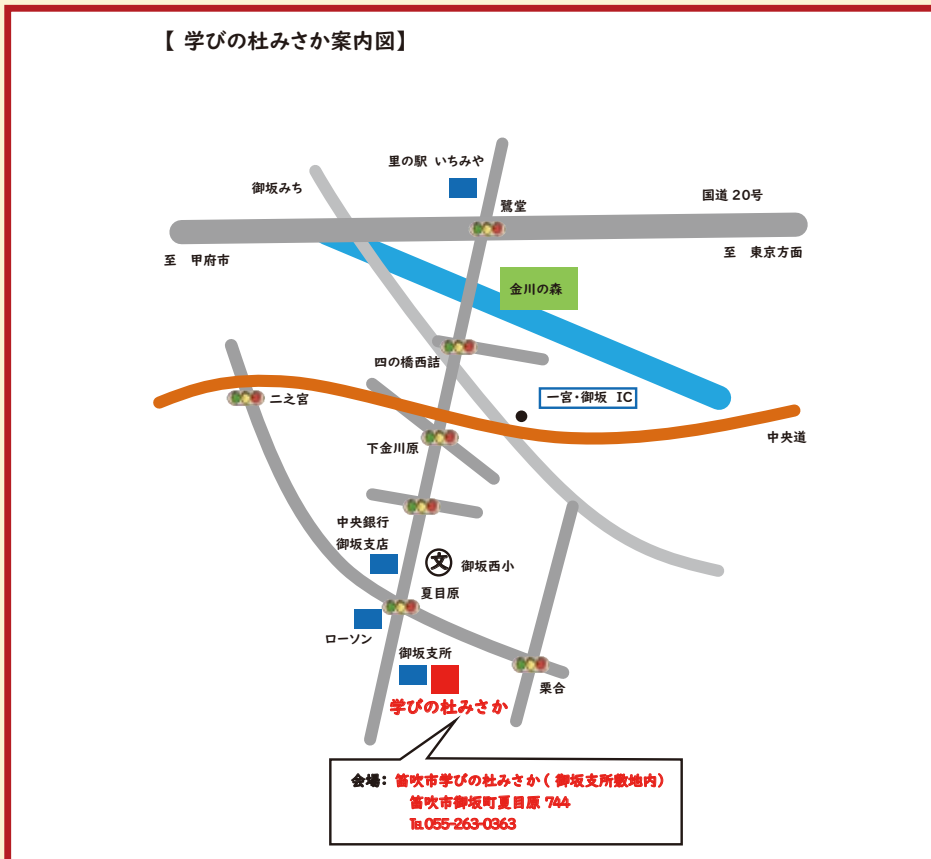 【 学びの杜みさか案内図】
里の駅 いちみや
御坂みち
国道 20号
鷺堂
至 甲府市
至 東京方面
金川の森
四の橋西詰
一宮・御坂 IC
二之宮
中央道
下金川原
中央銀行
御坂支店
文
御坂西小
夏目原
ローソン
御坂支所
栗合
学びの杜みさか
会場: 笛吹市学びの杜みさか( 御坂支所敷地内)
笛吹市御坂町夏目原 744
℡055-263-0363